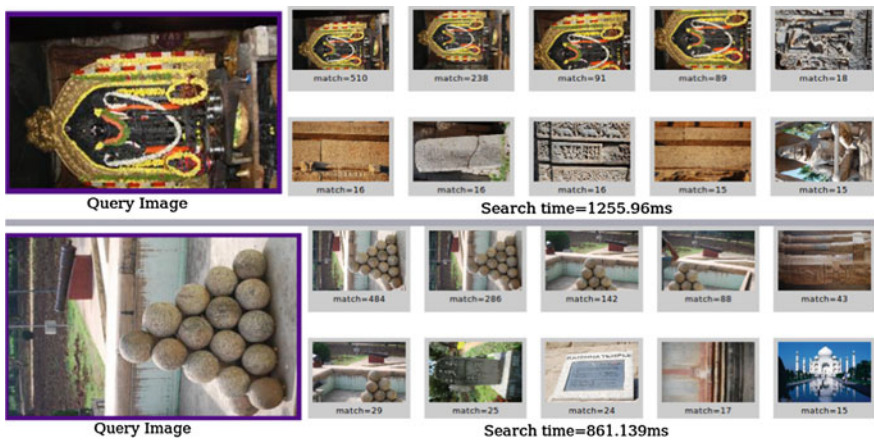 match=510 match=238 match=91 match=89 match=18
match=16 match=16 match=16 match=15 match=15
Query Image
Search time=1255.96ms
match=484 match=286 match=142 match=88 match=43
TEMPLE
match=29 match=25 match=24 match=17 match=15
Query Image
Search time=861.139ms